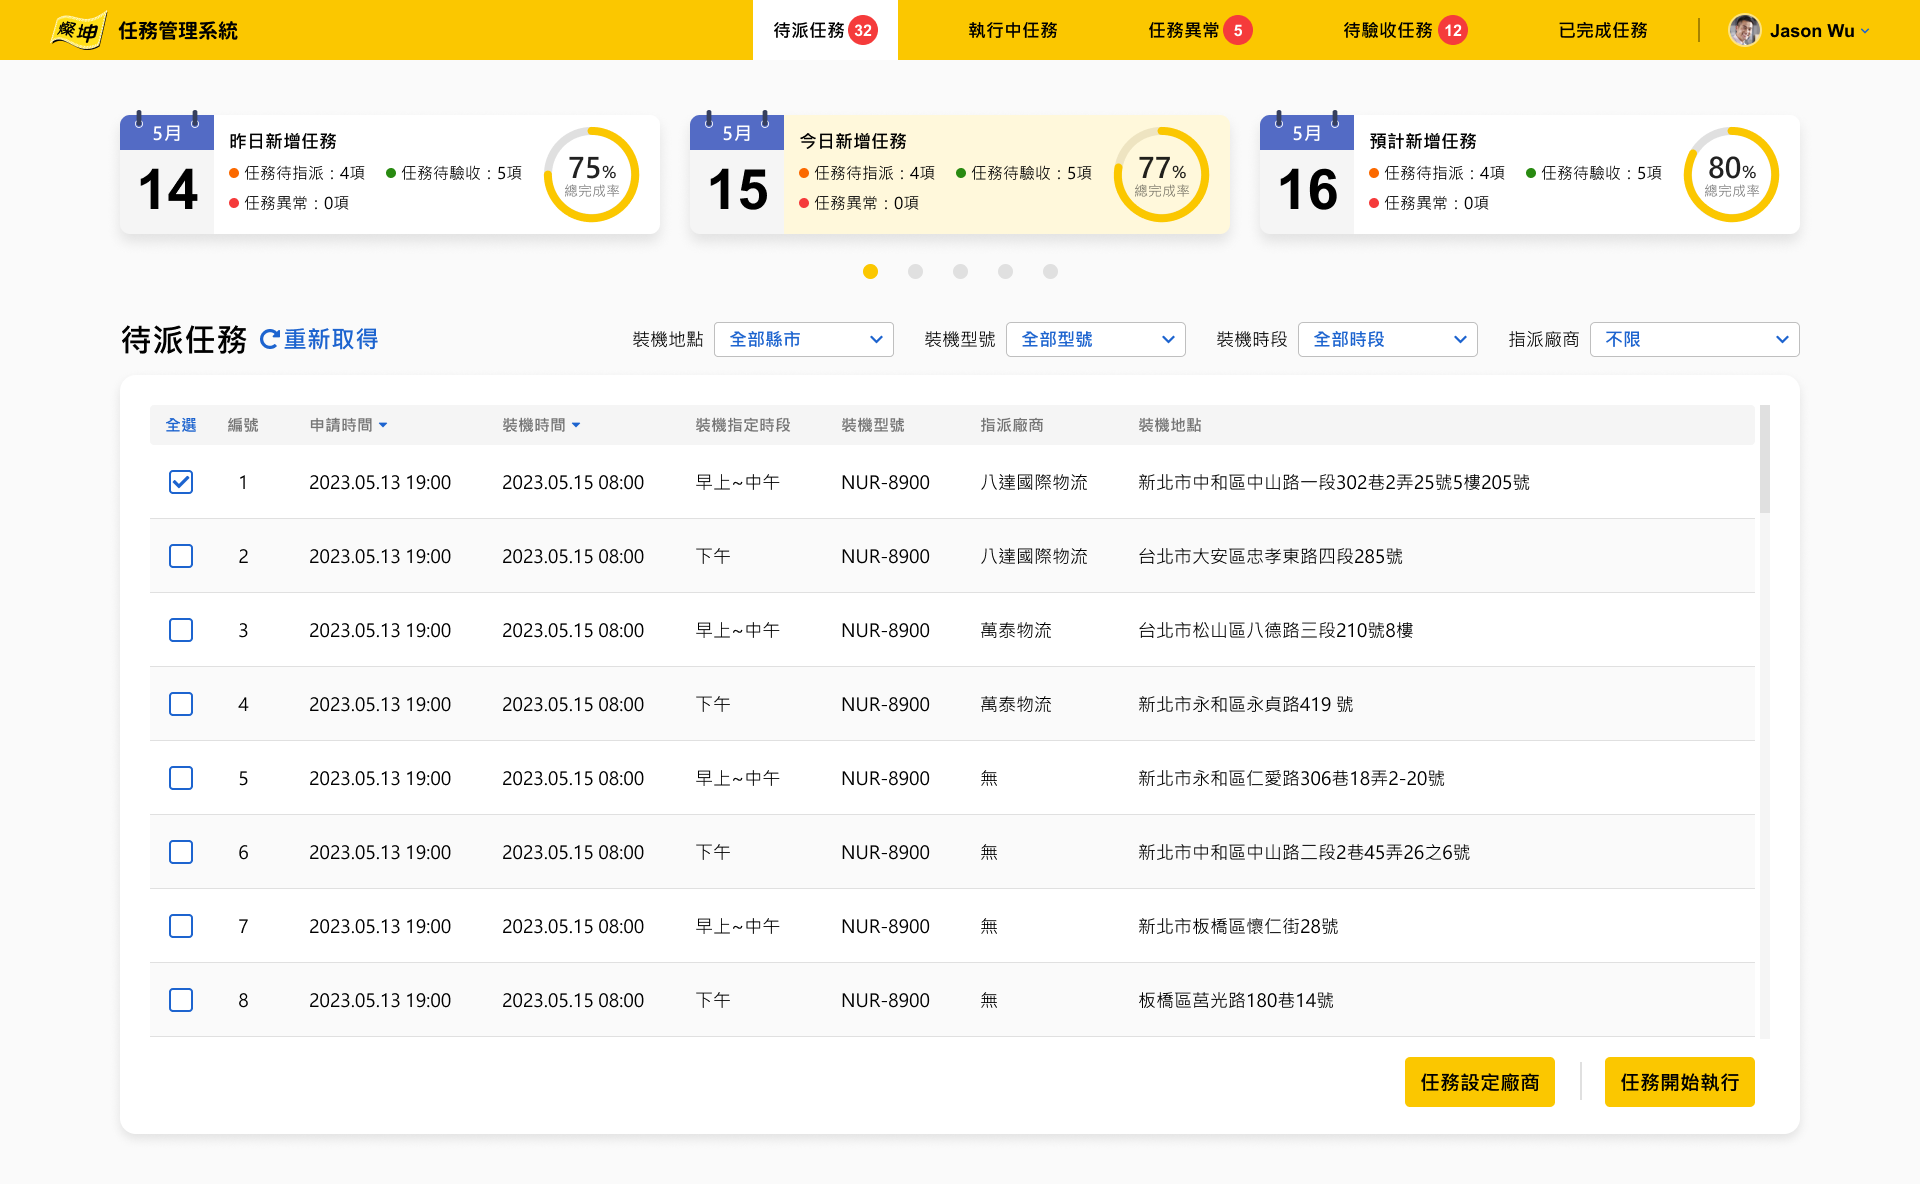 燦坤 任務管理系統 待派任務 32 執行中任務 任務異常 5 待驗收任務 12 已完成任務 Jason Wu
5月
14
昨日新增任務
任務待指派：4項 任務待驗收：5項
任務異常：0項
75%
總完成率
5月
15
今日新增任務
任務待指派：4項 任務待驗收：5項
任務異常：0項
77%
總完成率
5月
16
預計新增任務
任務待指派：4項 任務待驗收：5項
任務異常：0項
80%
總完成率
待派任務 重新取得 裝機地點 全部縣市 裝機型號 全部型號 裝機時段 全部時段 指派廠商 不限
全選 編號 申請時間 裝機時間 裝機指定時段 裝機型號 指派廠商 裝機地點
1 2023.05.13 19:00 2023.05.15 08:00 早上~中午 NUR-8900 八達國際物流 新北市中和區中山路一段302巷2弄25號5樓205號
2 2023.05.13 19:00 2023.05.15 08:00 下午 NUR-8900 八達國際物流 台北市大安區忠孝東路四段285號
3 2023.05.13 19:00 2023.05.15 08:00 早上~中午 NUR-8900 萬泰物流 台北市松山區八德路三段210號8樓
4 2023.05.13 19:00 2023.05.15 08:00 下午 NUR-8900 萬泰物流 新北市永和區永貞路419 號
5 2023.05.13 19:00 2023.05.15 08:00 早上~中午 NUR-8900 無 新北市永和區仁愛路306巷18弄2-20號
6 2023.05.13 19:00 2023.05.15 08:00 下午 NUR-8900 無 新北市中和區中山路二段2巷45弄26之6號
7 2023.05.13 19:00 2023.05.15 08:00 早上~中午 NUR-8900 無 新北市板橋區懷仁街28號
8 2023.05.13 19:00 2023.05.15 08:00 下午 NUR-8900 無 板橋區莒光路180巷14號
任務設定廠商 任務開始執行